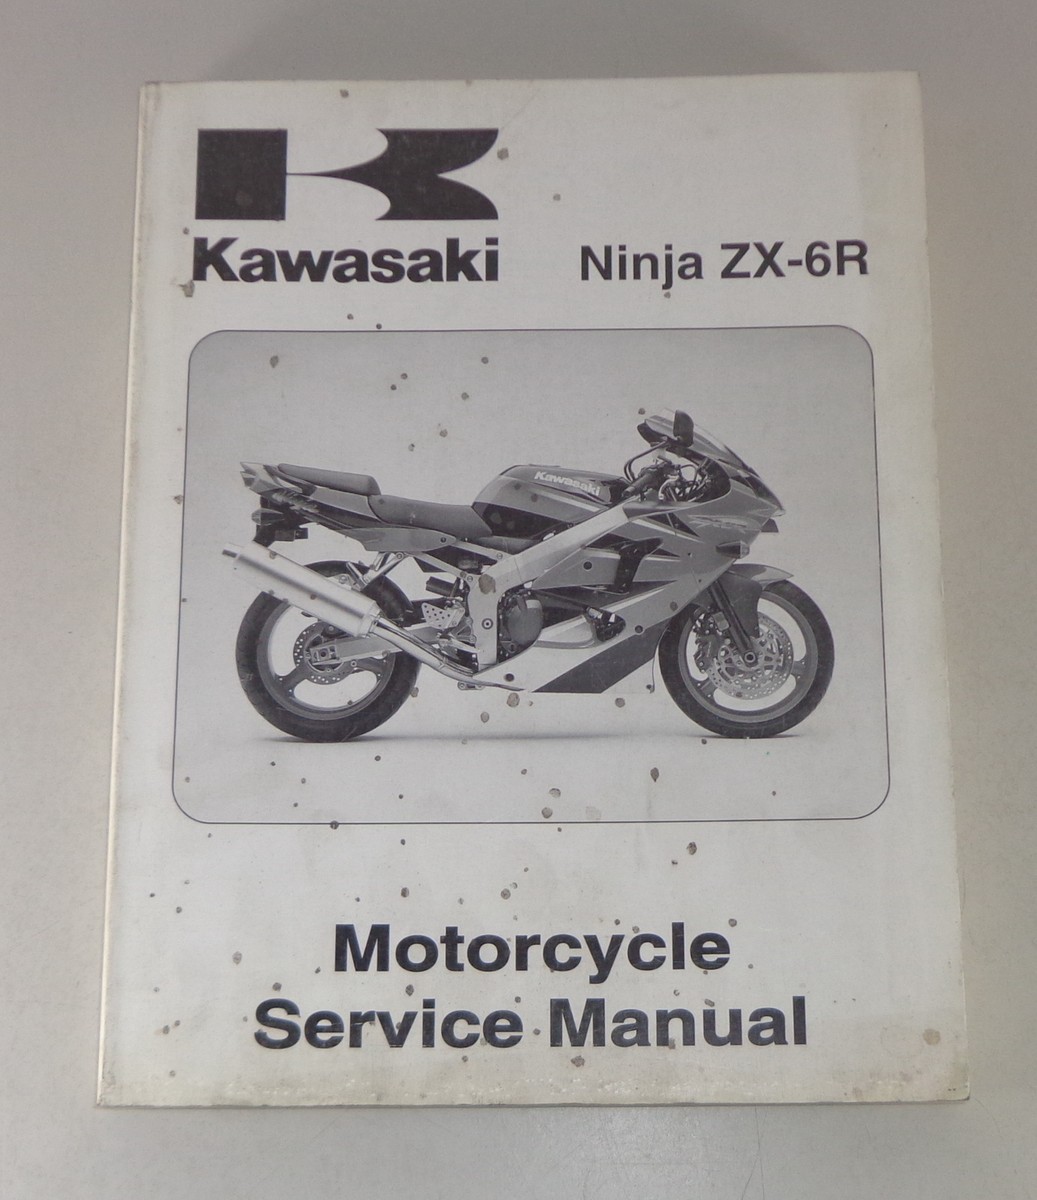 Kawasaki
Ninja ZX-6R
Kawasaki
Motorcycle
Service Manual